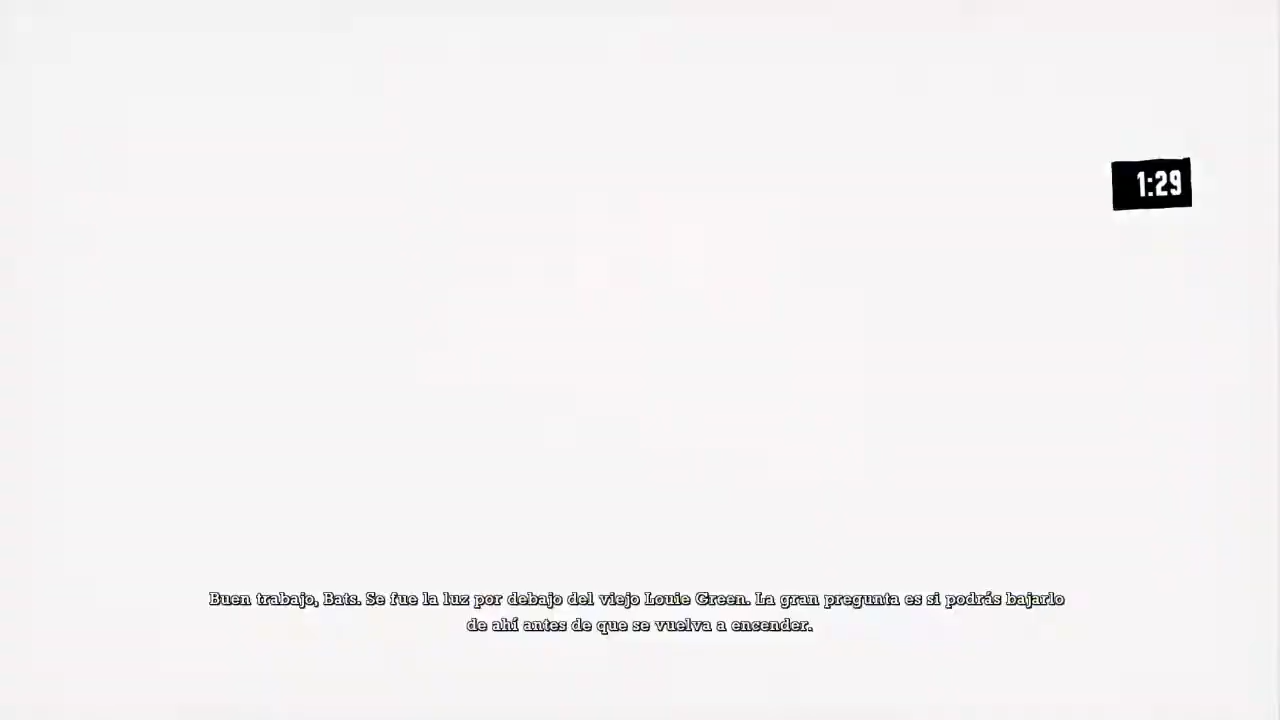 1:29
Buen trabajo, Bats. Se fue la luz por debajo del viejo Louie Green. La gran pregunta es si podrás bajarlo
de ahí antes de que se vuelva a encender.